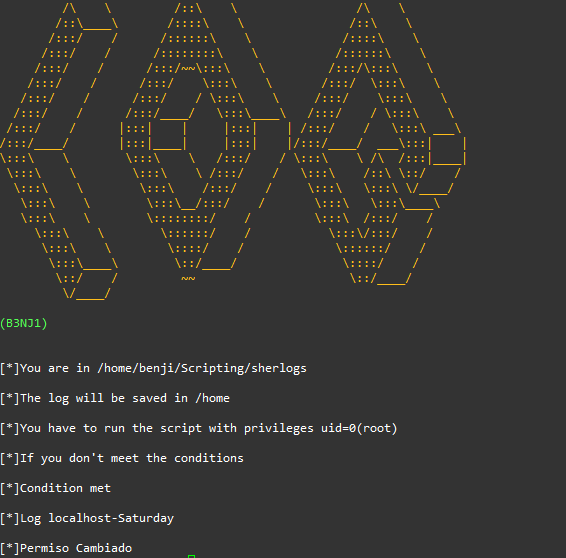 (B3NJ1)
[*]You are in /home/benji/Scripting/sherlogs
[*]The log will be saved in /home
[*]You have to run the script with privileges uid=0(root)
[*]If you don't meet the conditions
[*]Condition met
[*]Log localhost-Saturday
[*]Permiso Cambiado